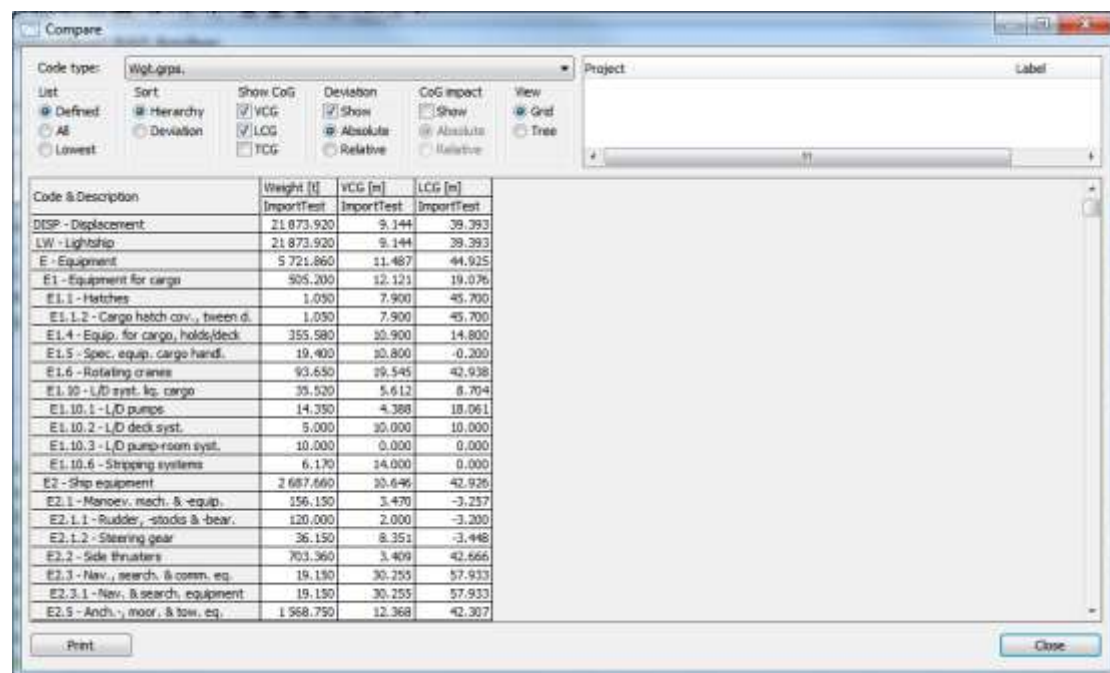 Compare
Code type: Wgt.grps. Project Label
List Sort Show CoG Deviation CoG impact View
Defined Hierarchy VCG Show Show Grid
All Deviation LCG Absolute Absolute Tree
Lowest TCG Relative Relative
Code & Description Weight [t] VCG [m] LCG [m]
ImportTest ImportTest ImportTest
DISP - Displacement 21 873.920 9.144 39.393
LW - Lightship 21 873.920 9.144 39.393
E - Equipment 5 721.860 11.487 44.925
E1 - Equipment for cargo 505.200 12.121 19.076
E1.1 - Hatches 1.050 7.900 45.700
E1.1.2 - Cargo hatch cov., tween d. 1.050 7.900 45.700
E1.4 - Equip. for cargo, holds/deck 355.580 10.900 14.800
E1.5 - Spec. equip. cargo handl. 19.400 10.800 -0.200
E1.6 - Rotating cranes 93.650 19.545 42.938
E1.10 - L/D syst. liq. cargo 35.520 5.612 8.704
E1.10.1 - L/D pumps 14.350 4.388 18.061
E1.10.2 - L/D deck syst. 5.000 10.000 10.000
E1.10.3 - L/D pump-room syst. 10.000 0.000 0.000
E1.10.6 - Stripping systems 6.170 14.000 0.000
E2 - Ship equipment 2 687.660 10.646 42.926
E2.1 - Manoev. mach. & -equip. 156.150 3.470 -3.257
E2.1.1 - Rudder, -stocks & -bear. 120.000 2.000 -3.200
E2.1.2 - Steering gear 36.150 8.351 -3.448
E2.2 - Side thrusters 703.360 3.409 42.666
E2.3 - Nav., search. & comm. eq. 19.150 30.255 57.933
E2.3.1 - Nav. & search. equipment 19.150 30.255 57.933
E2.5 - Anch.-, moor. & tow. eq. 1 568.750 12.368 42.307
Print Close